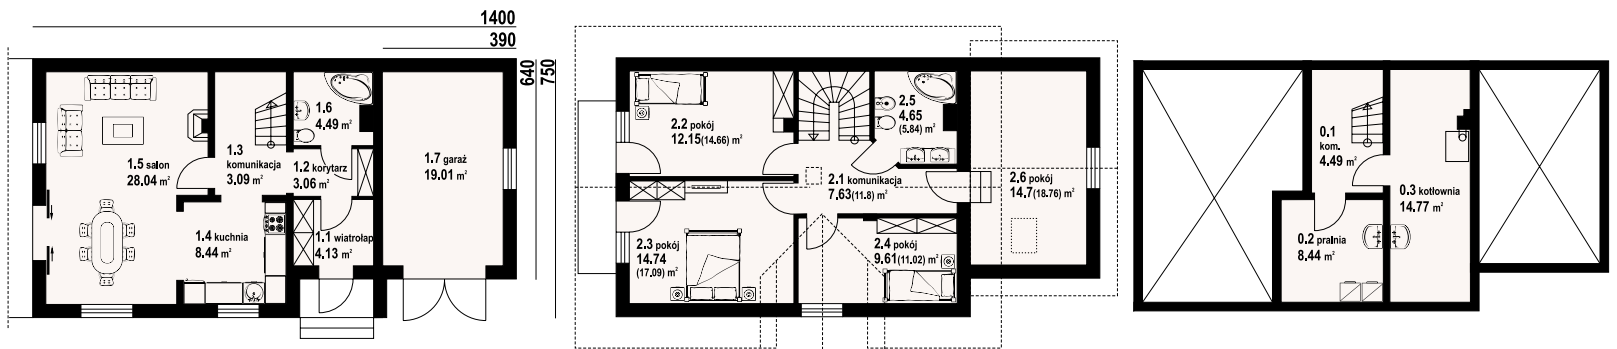 1400
390
640
750
1.5 salon
28.04 m²
1.3
komunikacja
3.09 m²
1.6
4.49 m²
1.2 korytarz
3.06 m²
1.7 garaż
19.01 m²
1.4 kuchnia
8.44 m²
1.1 wiatrołap
4.13 m²
2.2 pokój
12.15(14.66) m²
2.5
4.65
(5.84) m²
2.1 komunikacja
7.63(11.8) m²
2.6 pokój
14.7(18.76) m²
2.3 pokój
14.74
(17.09) m²
2.4 pokój
9.61(11.02) m²
0.1
kom.
4.49 m²
0.3 kotłownia
14.77 m²
0.2 pralnia
8.44 m²